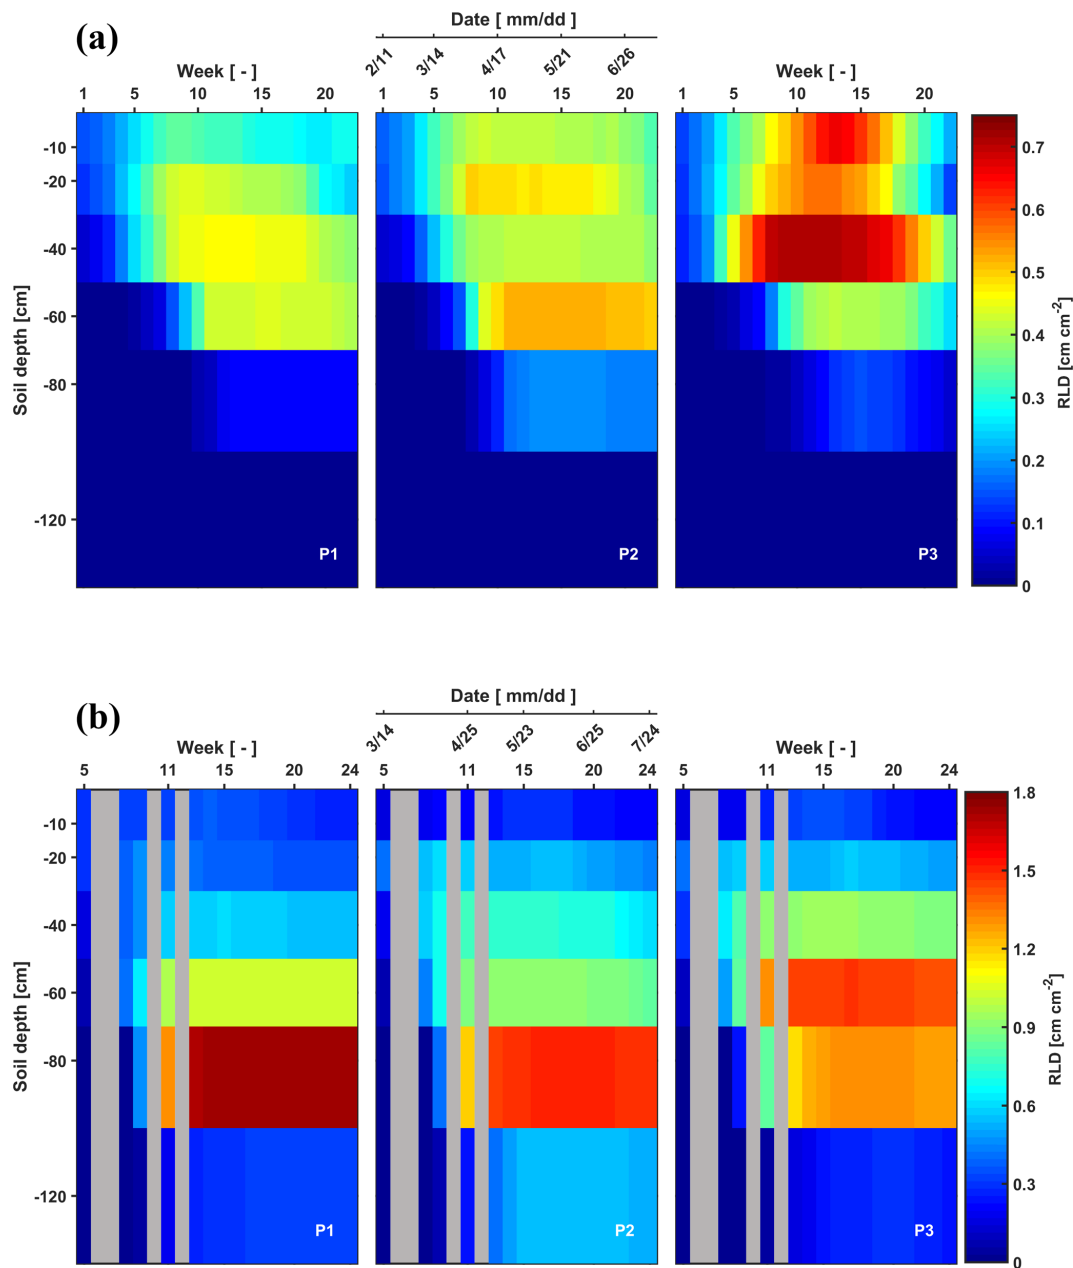 (a)
Date [ mm/dd ]
2/11 3/14 4/17 5/21 6/26
Week [ - ] Week [ - ]
1 5 10 15 20 1 5 10 15 20 1 5 10 15 20
Soil depth [cm]
-10
-20
-40
-60
-80
-120
P1 P2 P3
0.7
0.6
0.5
0.4
0.3
0.2
0.1
0
RLD [cm cm-2]
(b)
Date [ mm/dd ]
3/14 4/25 5/23 6/25 7/24
Week [ - ] Week [ - ]
5 11 15 20 24 5 11 15 20 24 5 11 15 20 24
Soil depth [cm]
-10
-20
-40
-60
-80
-120
P1 P2 P3
1.8
1.5
1.2
0.9
0.6
0.3
0
RLD [cm cm-2]